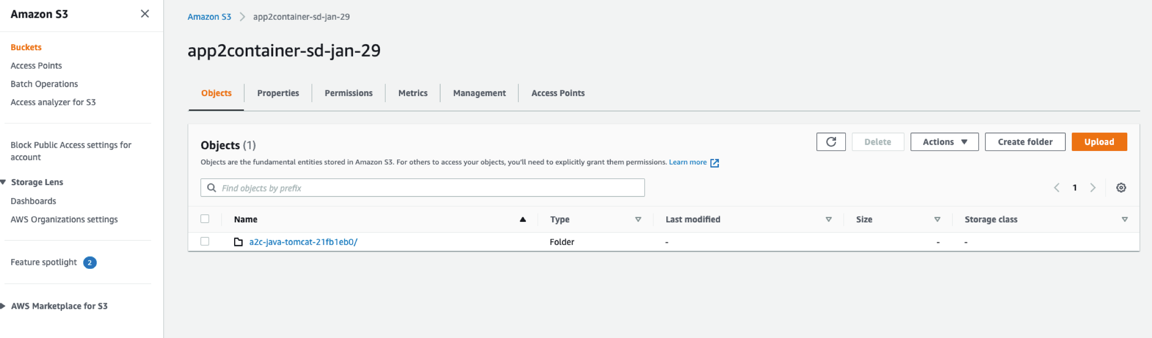 Amazon S3
Buckets
Access Points
Batch Operations
Access analyzer for S3
Block Public Access settings for
account
Storage Lens
Dashboards
AWS Organizations settings
Feature spotlight 2
AWS Marketplace for S3
Amazon S3 app2container-sd-jan-29
app2container-sd-jan-29
Objects Properties Permissions Metrics Management Access Points
Objects (1)
Delete Actions Create folder Upload
Objects are the fundamental entities stored in Amazon S3. For others to access your objects, you'll need to explicitly grant them permissions. Learn more
Find objects by prefix
1
Name Type Last modified Size Storage class
a2c-java-tomcat-21fb1eb0/ Folder - - -